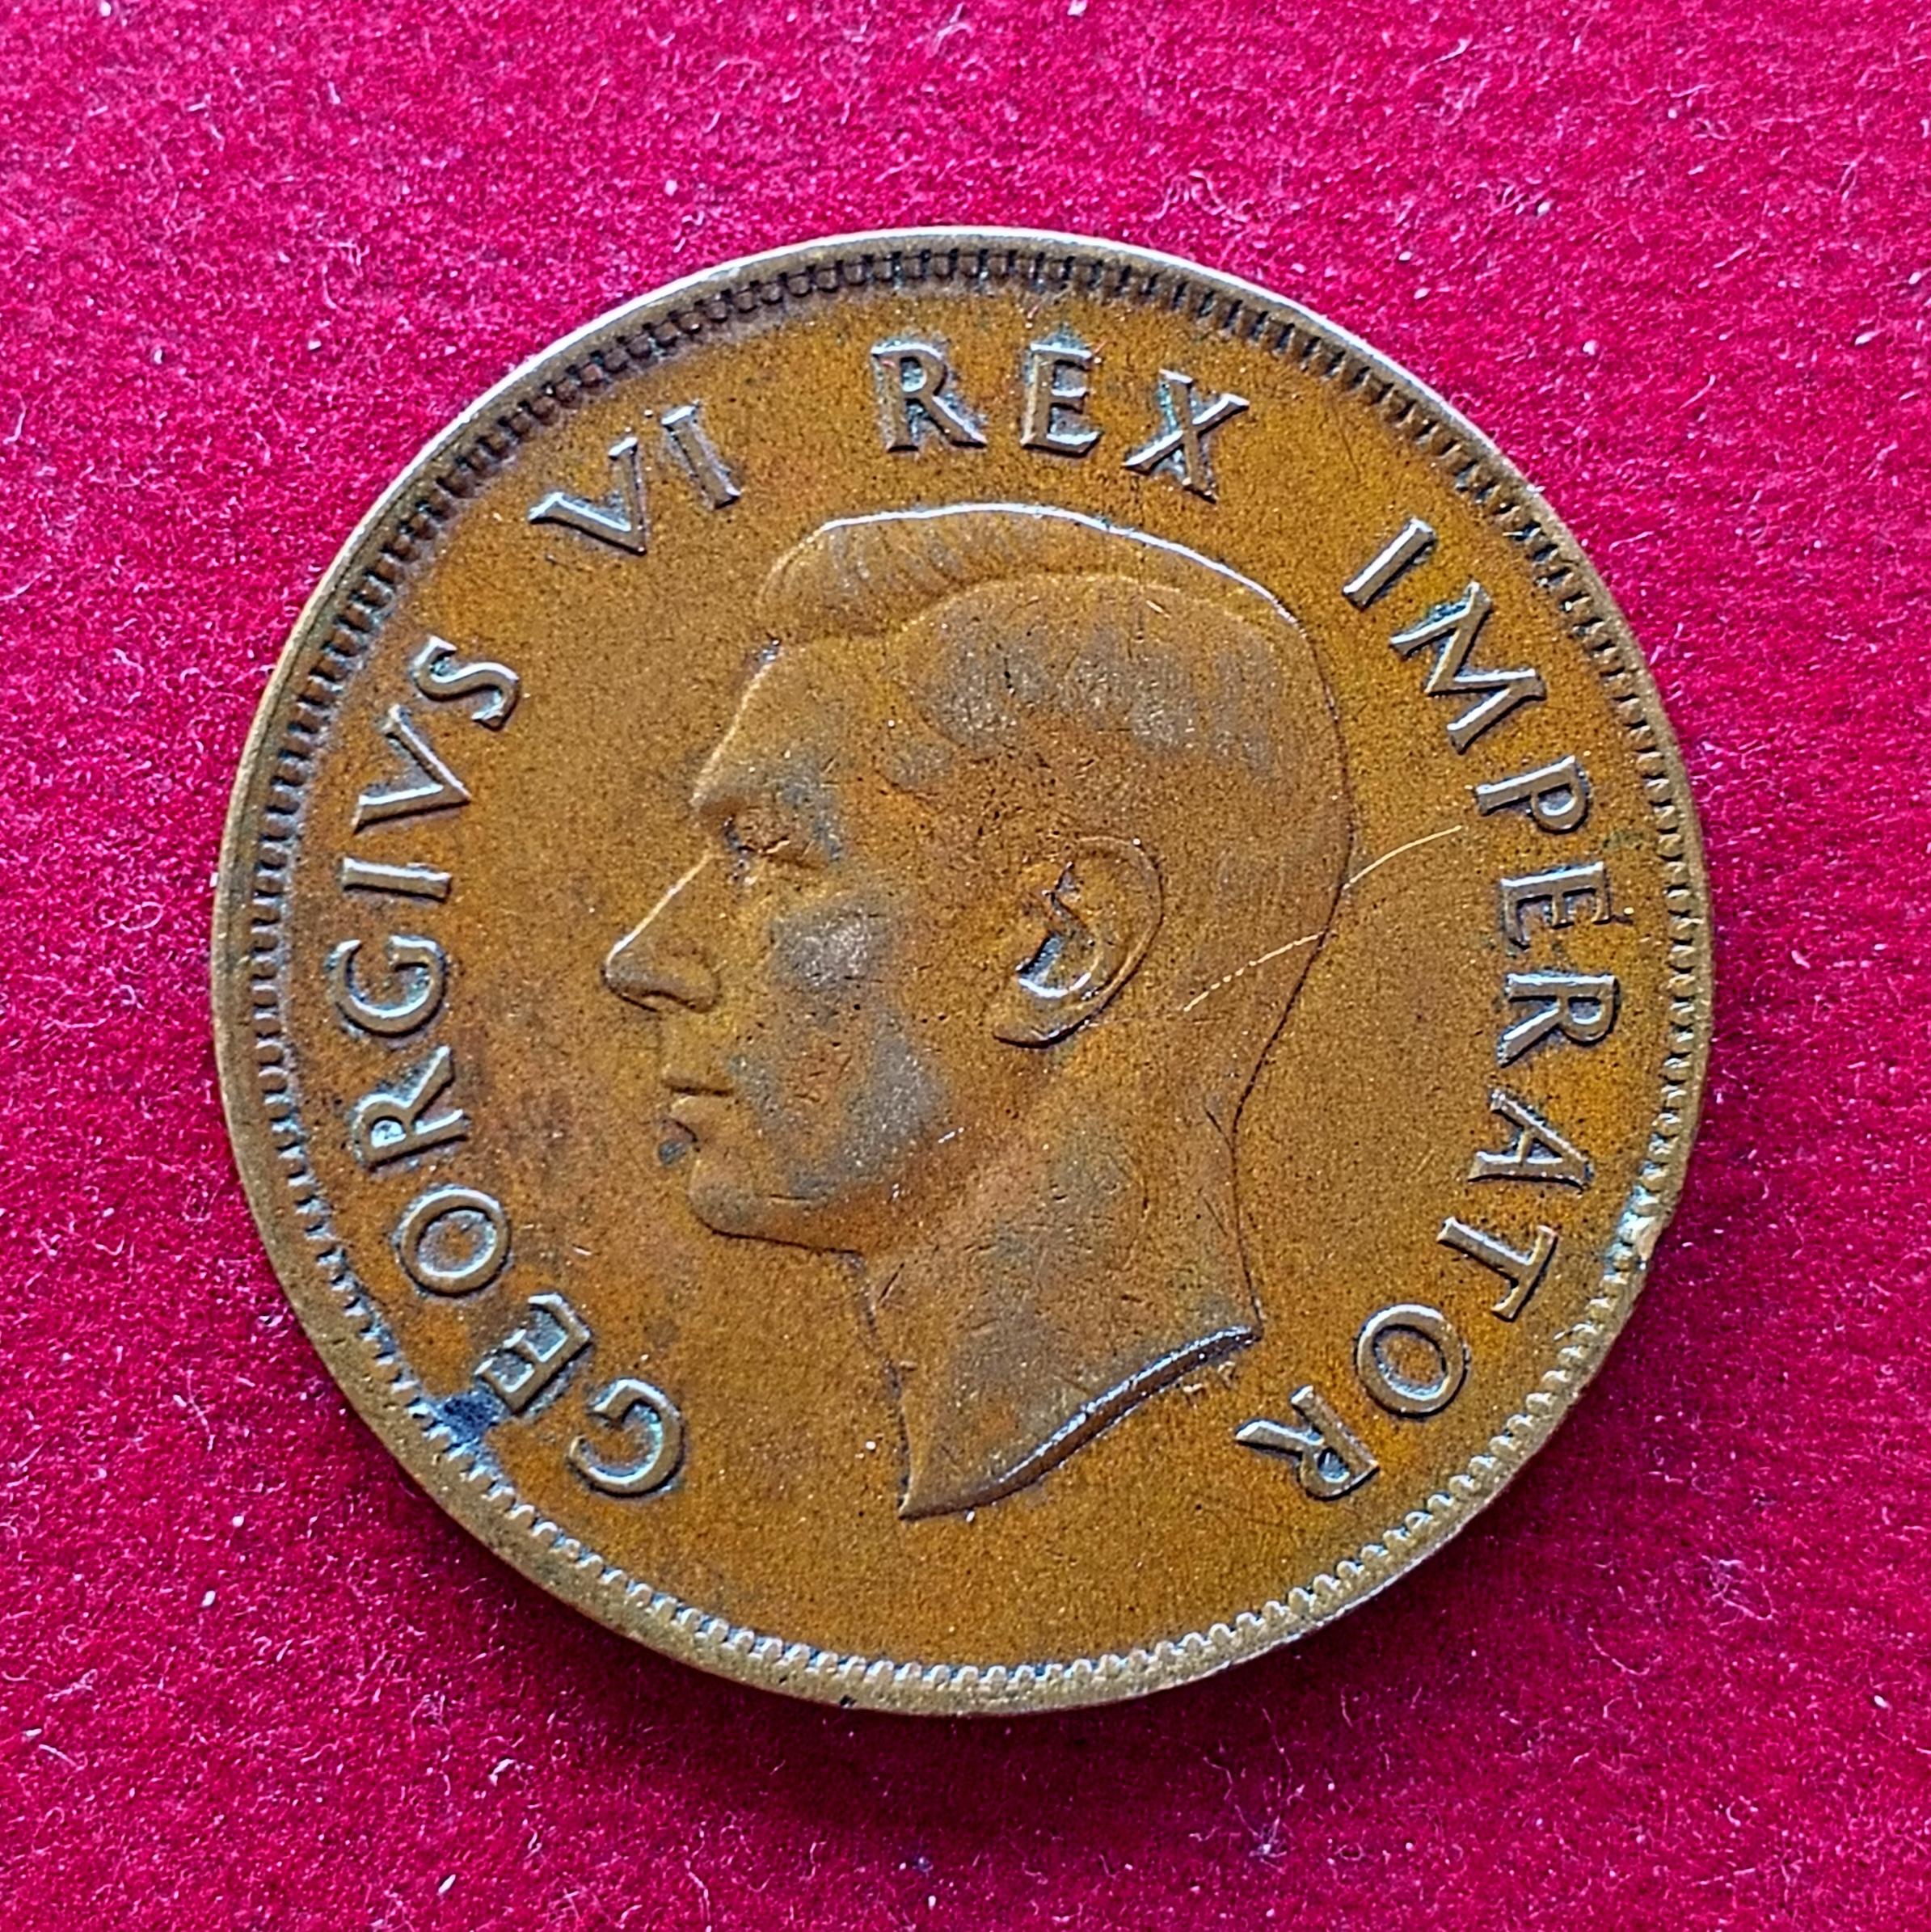 GEORGIVS VI REX IMPERATOR